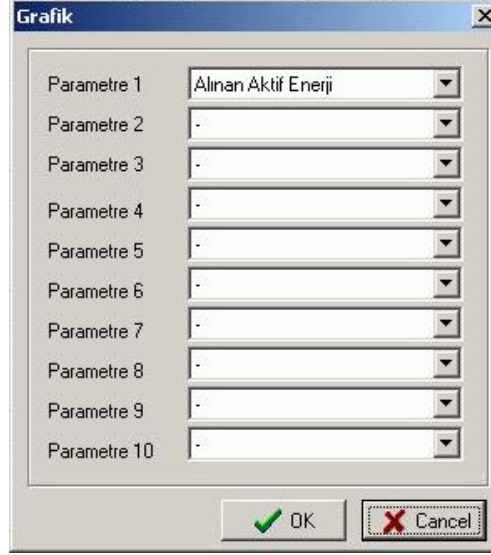 Grafik
Parametre 1 Alınan Aktif Enerji
Parametre 2 -
Parametre 3 -
Parametre 4 -
Parametre 5 -
Parametre 6 -
Parametre 7 -
Parametre 8 -
Parametre 9 -
Parametre 10 -
OK Cancel